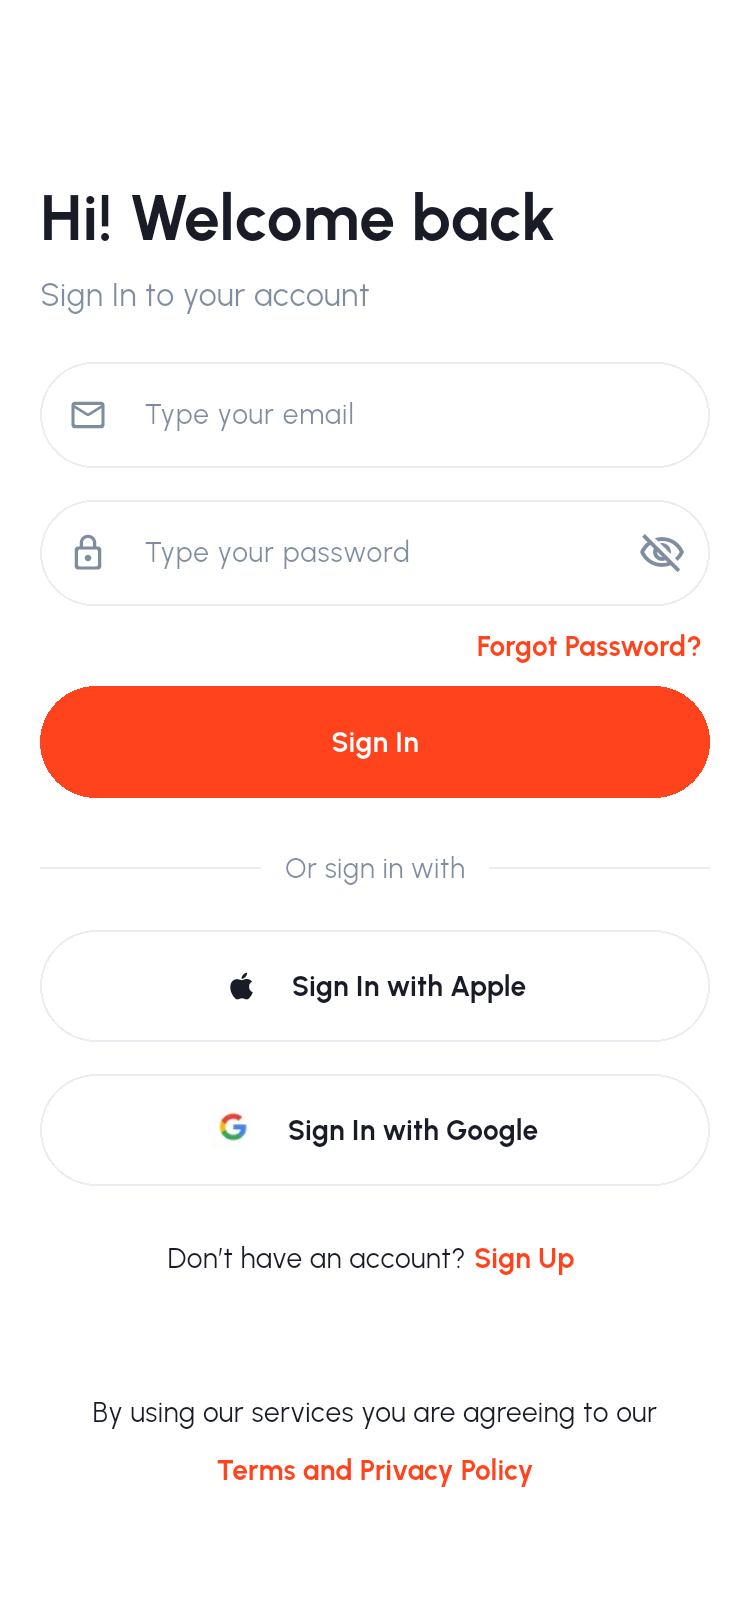 Hi! Welcome back
Sign In to your account
Type your email
Type your password
Forgot Password?
Sign In
Or sign in with
Sign In with Apple
Sign In with Google
Don't have an account? Sign Up
By using our services you are agreeing to our
Terms and Privacy Policy